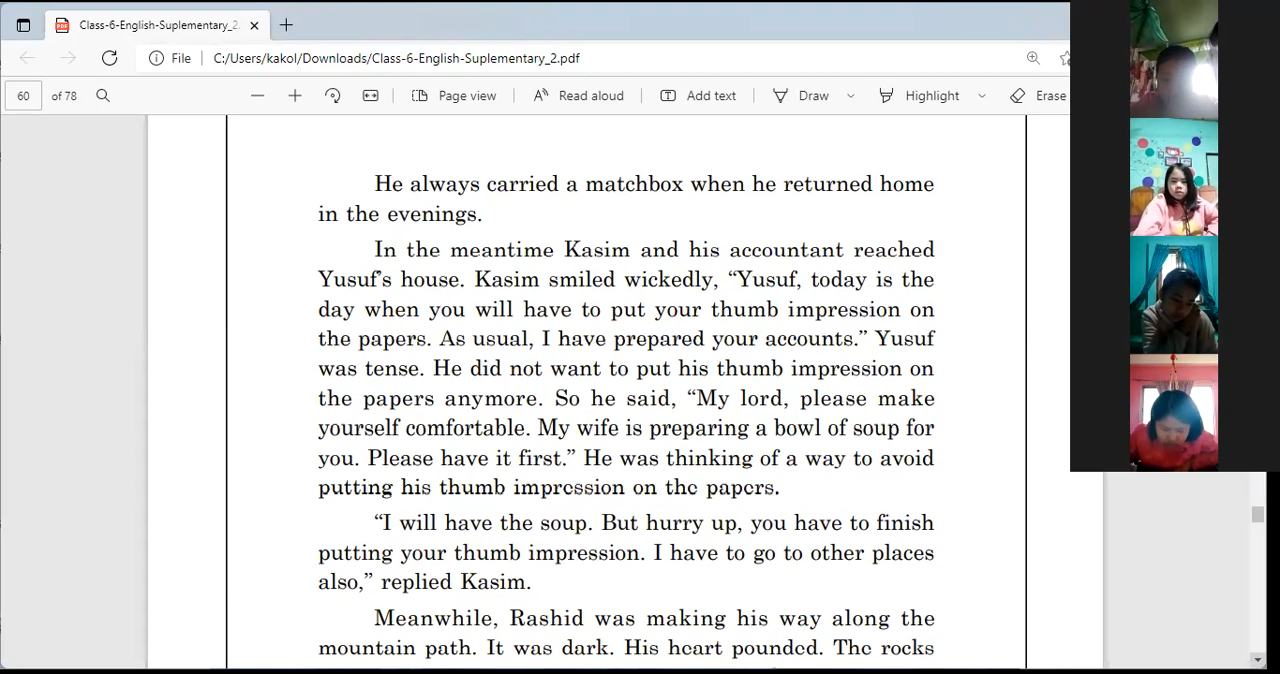 Class-6-English-Suplementary_2.
File C:/Users/kakol/Downloads/Class-6-English-Suplementary_2.pdf
60 of 78 Page view Read aloud Add text Draw Highlight Erase
He always carried a matchbox when he returned home
in the evenings.
In the meantime Kasim and his accountant reached
Yusuf's house. Kasim smiled wickedly, “Yusuf, today is the
day when you will have to put your thumb impression on
the papers. As usual, I have prepared your accounts.” Yusuf
was tense. He did not want to put his thumb impression on
the papers anymore. So he said, “My lord, please make
yourself comfortable. My wife is preparing a bowl of soup for
you. Please have it first.” He was thinking of a way to avoid
putting his thumb impression on the papers.
“I will have the soup. But hurry up, you have to finish
putting your thumb impression. I have to go to other places
also,” replied Kasim.
Meanwhile, Rashid was making his way along the
mountain path. It was dark. His heart pounded. The rocks